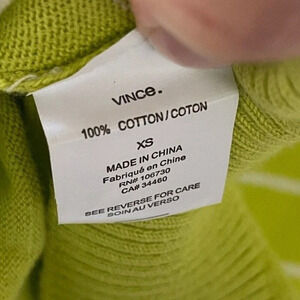 VINCE.
100% COTTON / COTON
XS
MADE IN CHINA
Fabriqué en Chine
RN# 106730
CA# 34460
SEE REVERSE FOR CARE
SOIN AU VERSO